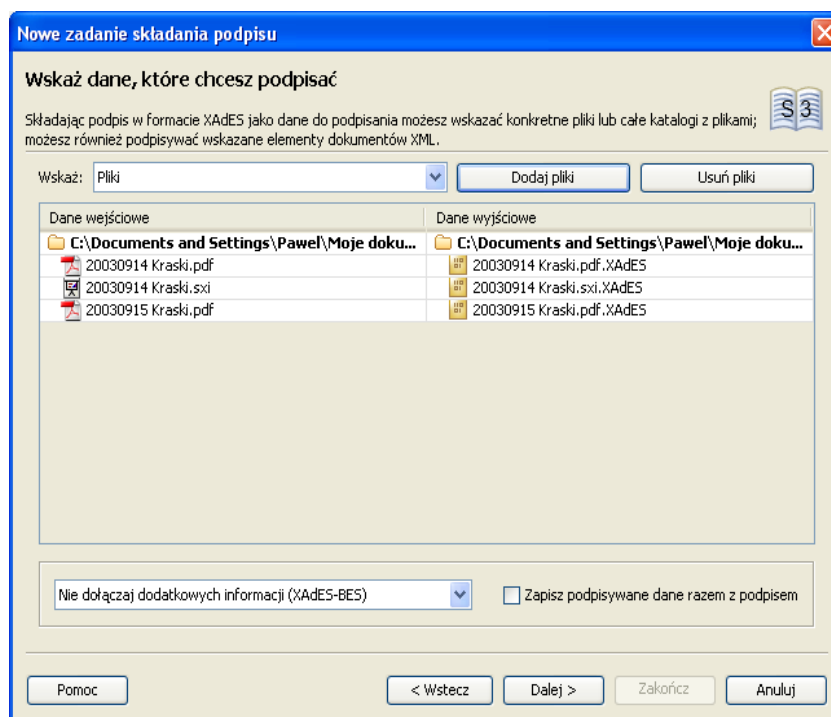 Nowe zadanie składania podpisu
Wskaż dane, które chcesz podpisać
Składając podpis w formacie XAdES jako dane do podpisania możesz wskazać konkretne pliki lub całe katalogi z plikami;
możesz również podpisywać wskazane elementy dokumentów XML.
S 3
Wskaż: Pliki Dodaj pliki Usuń pliki
Dane wejściowe Dane wyjściowe
C:\Documents and Settings\Pawel\Moje doku... C:\Documents and Settings\Pawel\Moje doku...
20030914 Kraski.pdf 20030914 Kraski.pdf.XAdES
20030914 Kraski.sxi 20030914 Kraski.sxi.XAdES
20030915 Kraski.pdf 20030915 Kraski.pdf.XAdES
Nie dołączaj dodatkowych informacji (XAdES-BES) Zapisz podpisywane dane razem z podpisem
Pomoc < Wstecz Dalej > Zakończ Anuluj